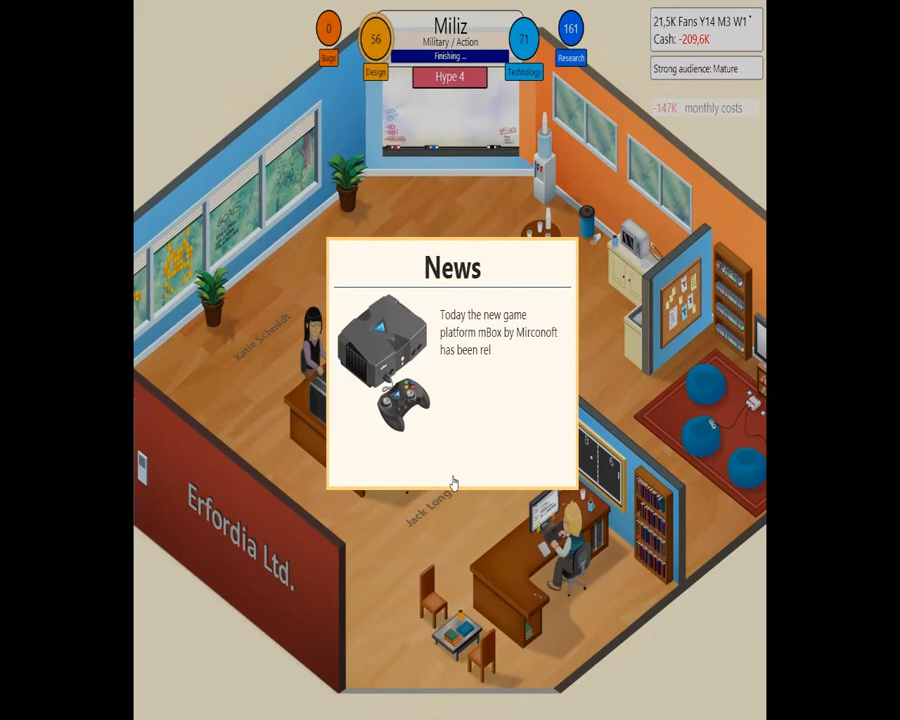 0
56
Miliz
Military / Action
Finishing ...
71
161
Bugs
Design
Technology
Research
Hype 4
21,5K Fans Y14 M3 W1
Cash: -209,6K
Strong audience: Mature
-147K monthly costs
GOALS
News
Today the new game
platform mBox by Mirconoft
has been rel
Katie Schmidt
Jack Long
Erfordia Ltd.